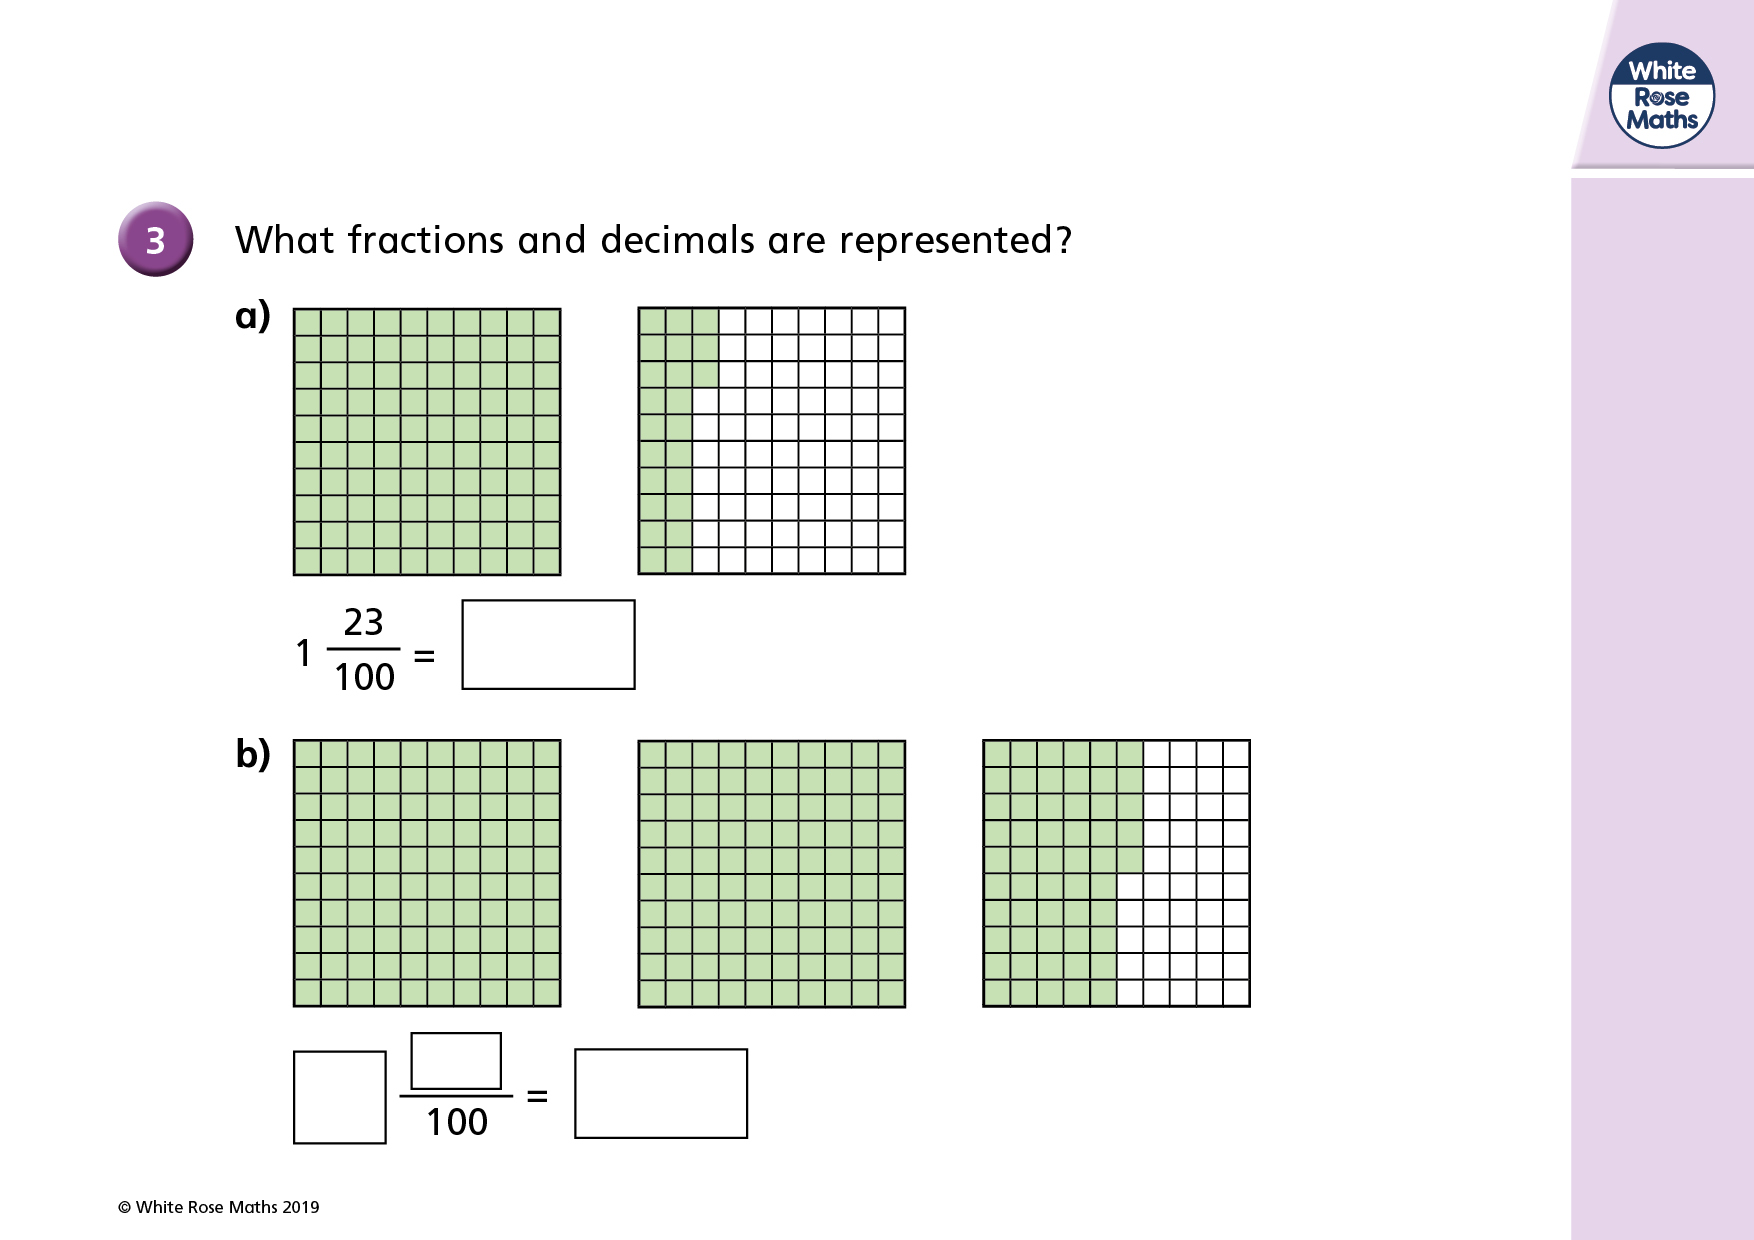 White
Rose
Maths
3 What fractions and decimals are represented?
a)
1 23/100 =
b)
/100 =
© White Rose Maths 2019